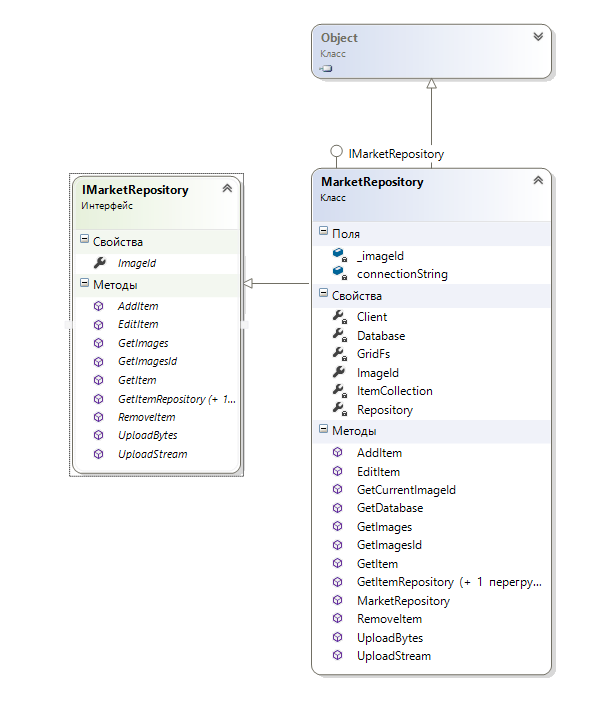 Object
Класс
IMarketRepository
IMarketRepository
Интерфейс
Свойства
ImageId
Методы
AddItem
EditItem
GetImages
GetImagesId
GetItem
GetItemRepository (+ 1...
RemoveItem
UploadBytes
UploadStream
MarketRepository
Класс
Поля
_imageId
connectionString
Свойства
Client
Database
GridFs
ImageId
ItemCollection
Repository
Методы
AddItem
EditItem
GetCurrentImageId
GetDatabase
GetImages
GetImagesId
GetItem
GetItemRepository (+ 1 перегру...
MarketRepository
RemoveItem
UploadBytes
UploadStream